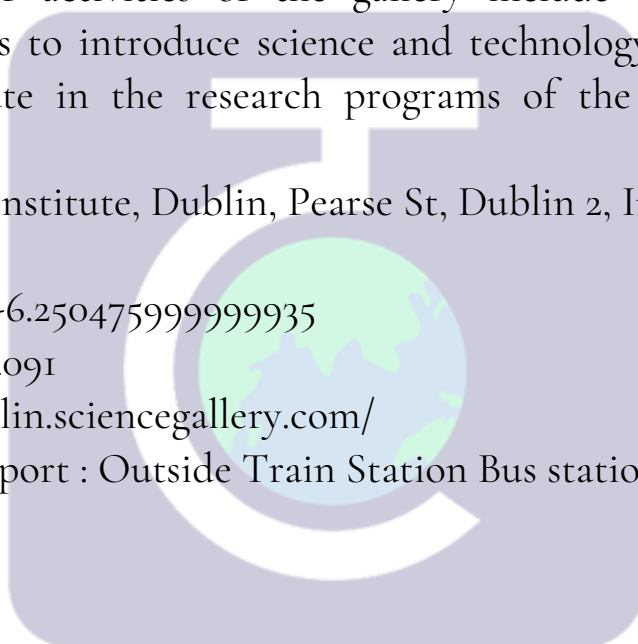 activities of the gallery include
s to introduce science and technology
te in the research programs of the
nstitute, Dublin, Pearse St, Dublin 2, I
-6.250475999999935
.091
lin.sciencegallery.com/
port : Outside Train Station Bus statio